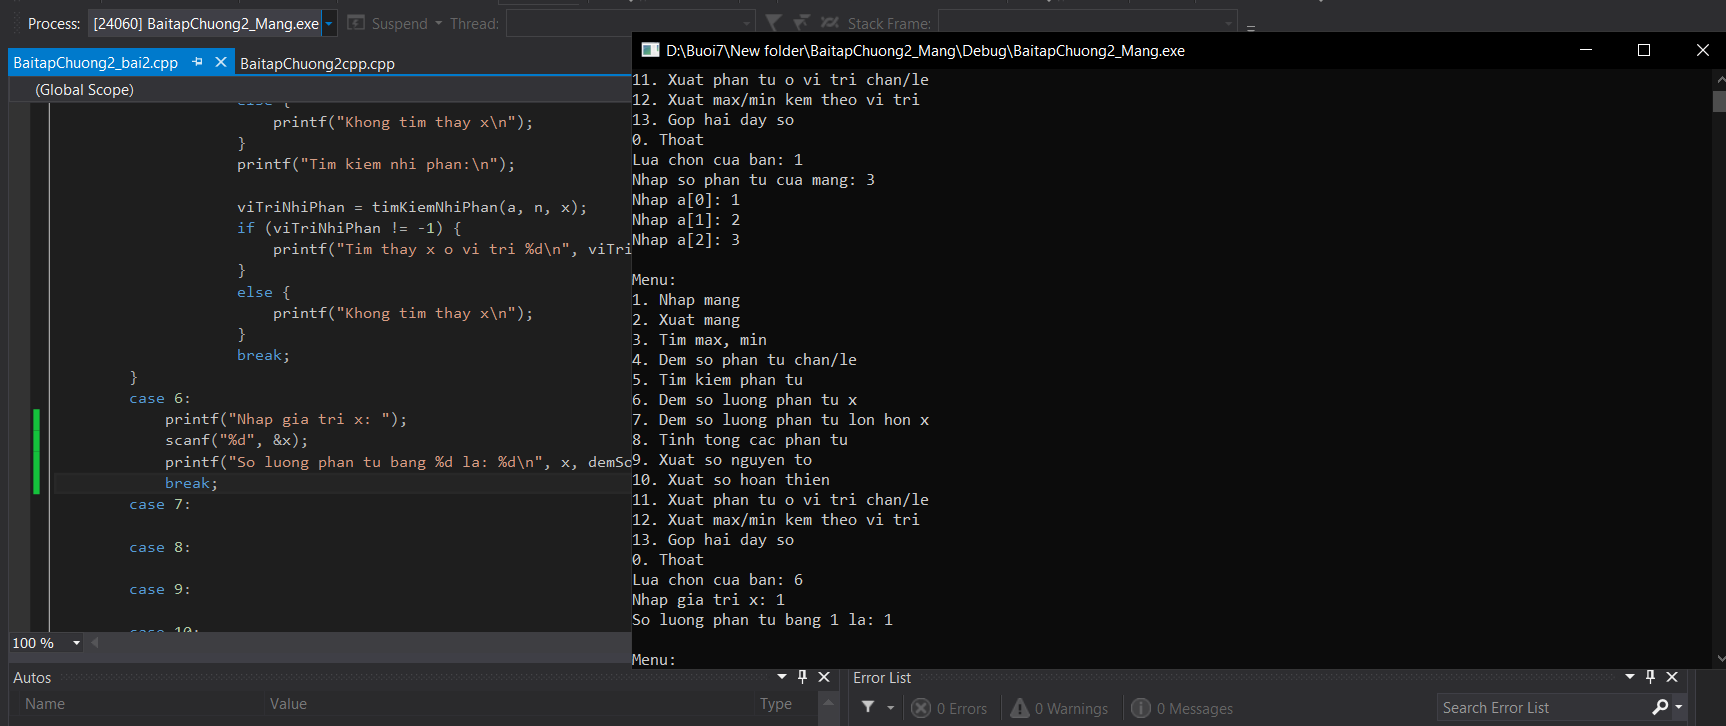 Process: [24060] BaitapChuong2_Mang.exe Suspend Thread: Stack Frame:
BaitapChuong2_bai2.cpp BaitapChuong2cpp.cpp
(Global Scope)
else {
printf("Khong tim thay x\n");
}
printf("Tim kiem nhi phan:\n");
viTriNhiPhan = timKiemNhiPhan(a, n, x);
if (viTriNhiPhan != -1) {
printf("Tim thay x o vi tri %d\n", viTri
}
else {
printf("Khong tim thay x\n");
}
break;
}
case 6:
printf("Nhap gia tri x: ");
scanf("%d", &x);
printf("So luong phan tu bang %d la: %d\n", x, demSo
break;
case 7:
case 8:
case 9:
case 10:
100 %
D:\Buoi7\New folder\BaitapChuong2_Mang\Debug\BaitapChuong2_Mang.exe
11. Xuat phan tu o vi tri chan/le
12. Xuat max/min kem theo vi tri
13. Gop hai day so
0. Thoat
Lua chon cua ban: 1
Nhap so phan tu cua mang: 3
Nhap a[0]: 1
Nhap a[1]: 2
Nhap a[2]: 3
Menu:
1. Nhap mang
2. Xuat mang
3. Tim max, min
4. Dem so phan tu chan/le
5. Tim kiem phan tu
6. Dem so luong phan tu x
7. Dem so luong phan tu lon hon x
8. Tinh tong cac phan tu
9. Xuat so nguyen to
10. Xuat so hoan thien
11. Xuat phan tu o vi tri chan/le
12. Xuat max/min kem theo vi tri
13. Gop hai day so
0. Thoat
Lua chon cua ban: 6
Nhap gia tri x: 1
So luong phan tu bang 1 la: 1
Menu:
Autos
Name Value Type
Error List
0 Errors 0 Warnings 0 Messages Search Error List